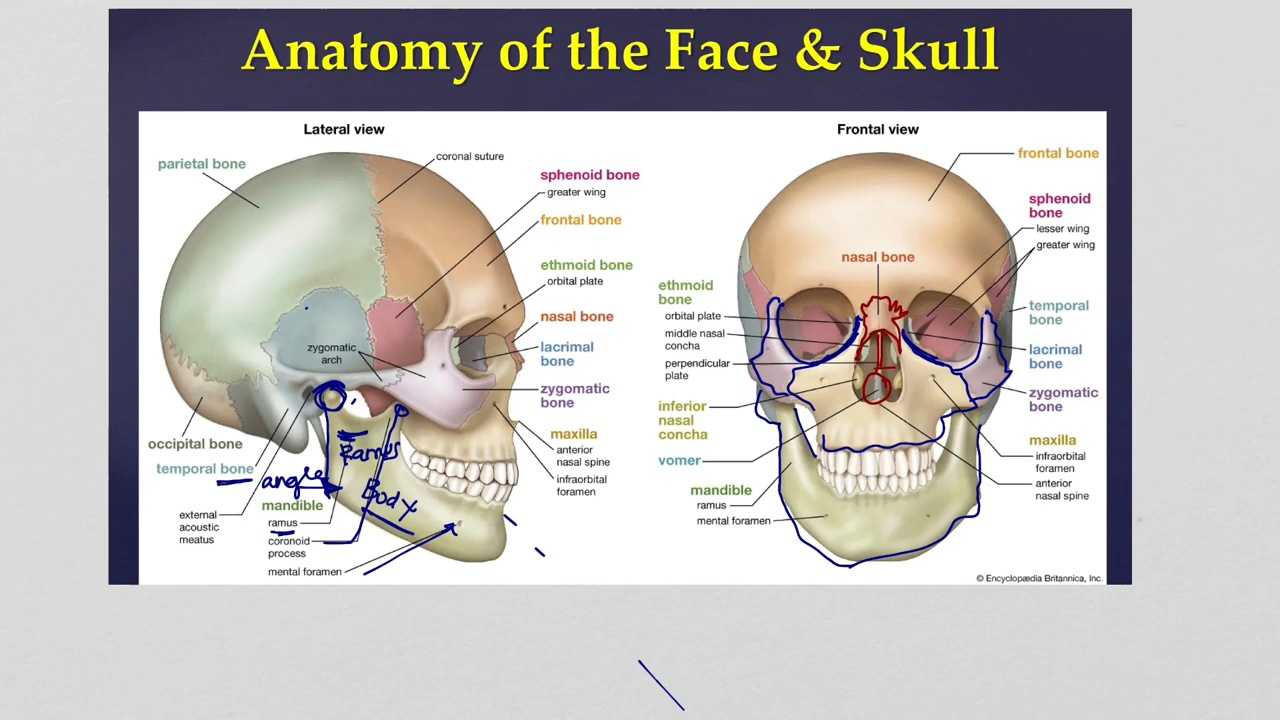 Anatomy of the Face & Skull
Lateral view
parietal bone
coronal suture
sphenoid bone
greater wing
frontal bone
ethmoid bone
orbital plate
nasal bone
lacrimal
bone
zygomatic
arch
zygomatic
bone
maxilla
anterior
nasal spine
infraorbital
foramen
occipital bone
temporal bone
external
acoustic
meatus
mandible
ramus
coronoid
process
mental foramen
Ramus
angle
Body
Frontal view
frontal bone
sphenoid
bone
lesser wing
greater wing
nasal bone
ethmoid
bone
orbital plate
middle nasal
concha
perpendicular
plate
inferior
nasal
concha
vomer
mandible
ramus
mental foramen
temporal
bone
lacrimal
bone
zygomatic
bone
maxilla
infraorbital
foramen
anterior
nasal spine
© Encyclopædia Britannica, Inc.